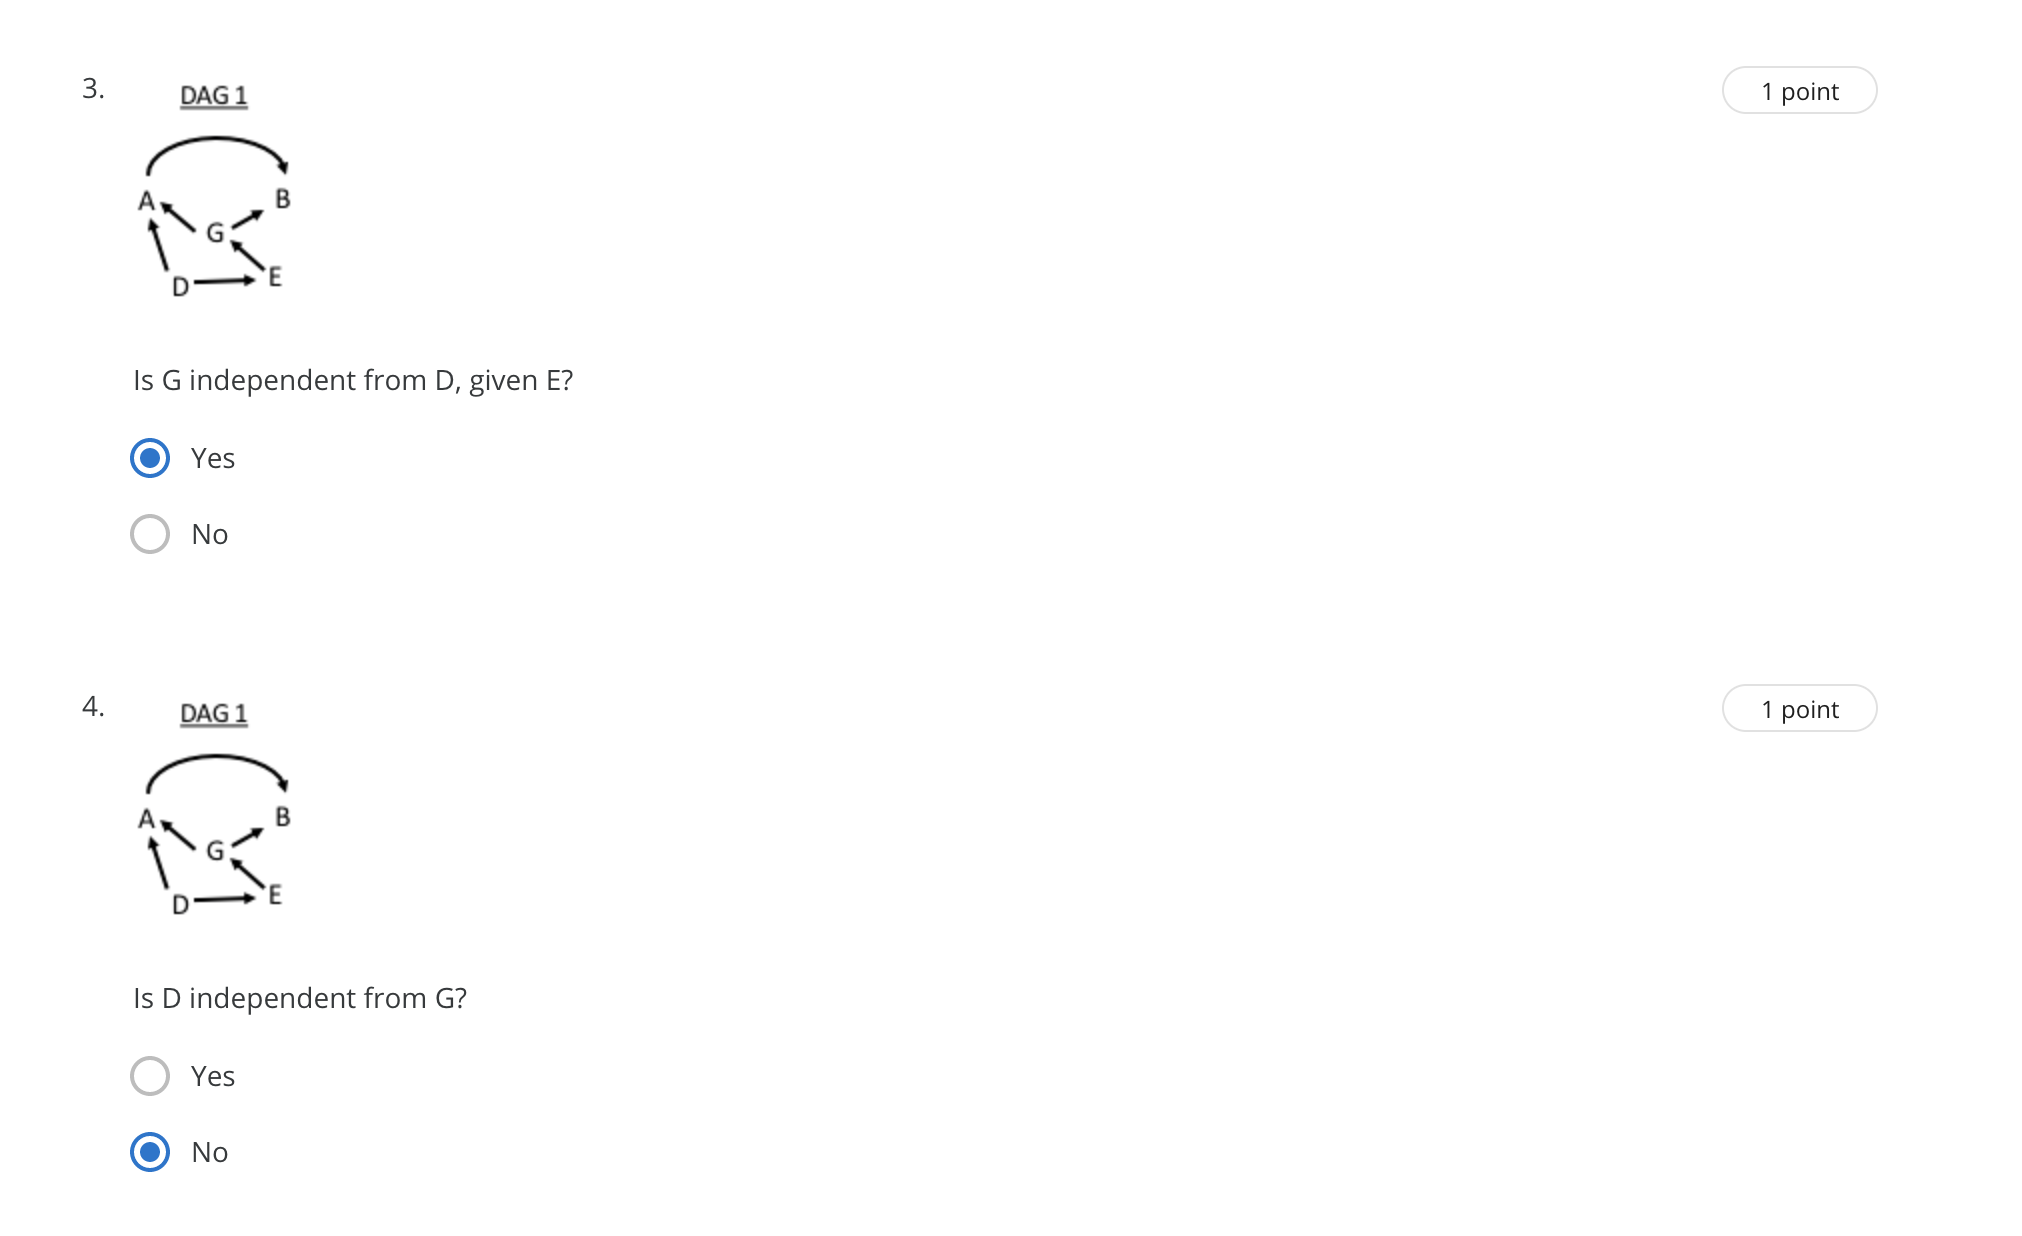 3.
DAG 1
1 point
A
B
G
D
E
Is G independent from D, given E?
Yes
No
4.
DAG 1
1 point
A
B
G
D
E
Is D independent from G?
Yes
No